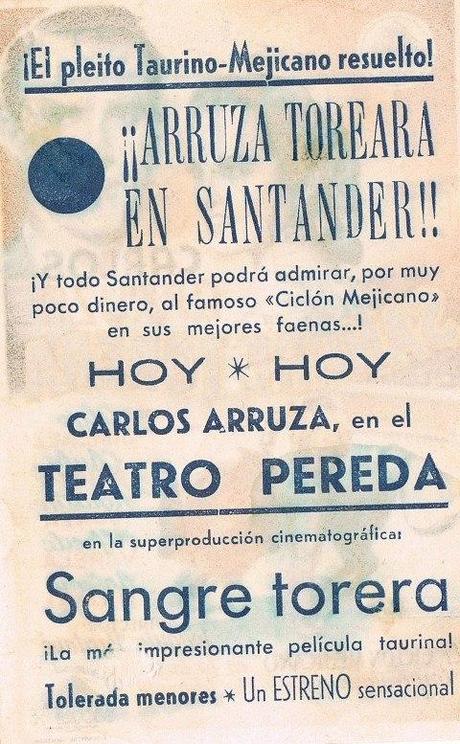 ¡El pleito Taurino-Mejicano resuelto!
¡¡ARRUZA TOREARA
EN SANTANDER!!
¡Y todo Santander podrá admirar, por muy
poco dinero, al famoso «Ciclón Mejicano»
en sus mejores faenas...!
HOY * HOY
CARLOS ARRUZA, en el
TEATRO PEREDA
en la superproducción cinematográfica:
Sangre torera
¡La má impresionante película taurina!
Tolerada menores * Un ESTRENO sensacional